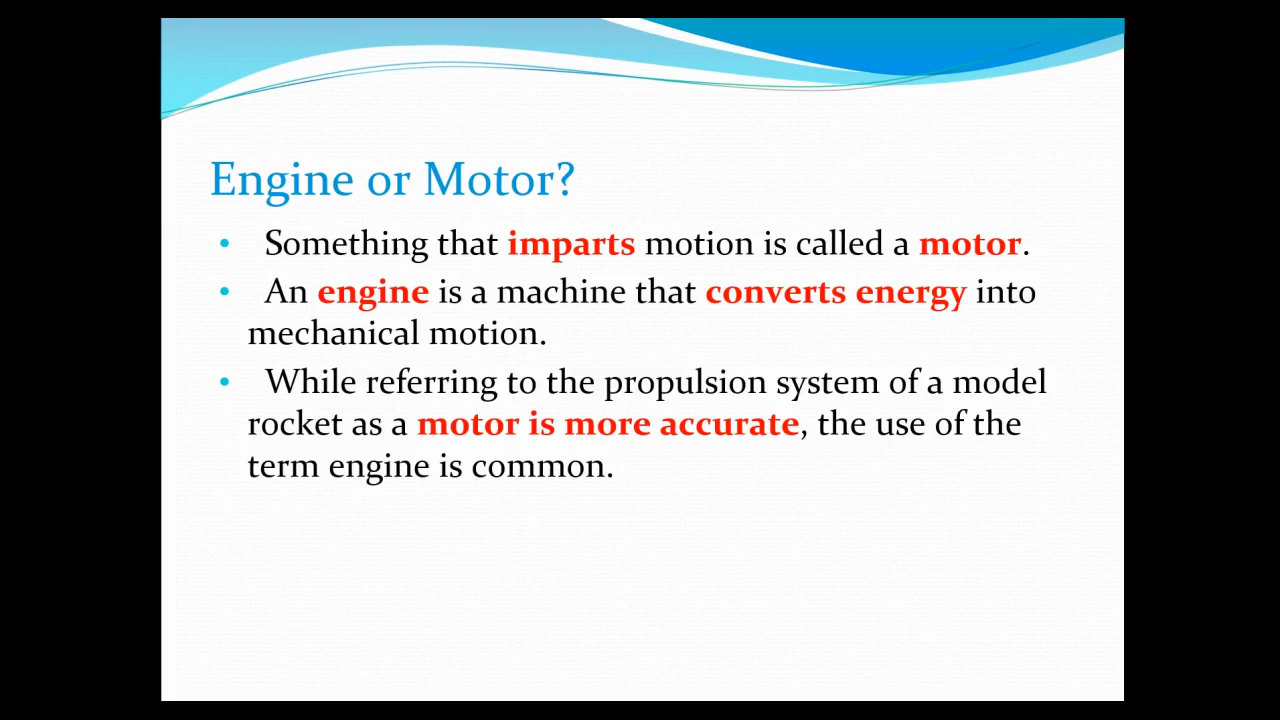 Engine or Motor?
• Something that imparts motion is called a motor.
• An engine is a machine that converts energy into
mechanical motion.
• While referring to the propulsion system of a model
rocket as a motor is more accurate, the use of the
term engine is common.